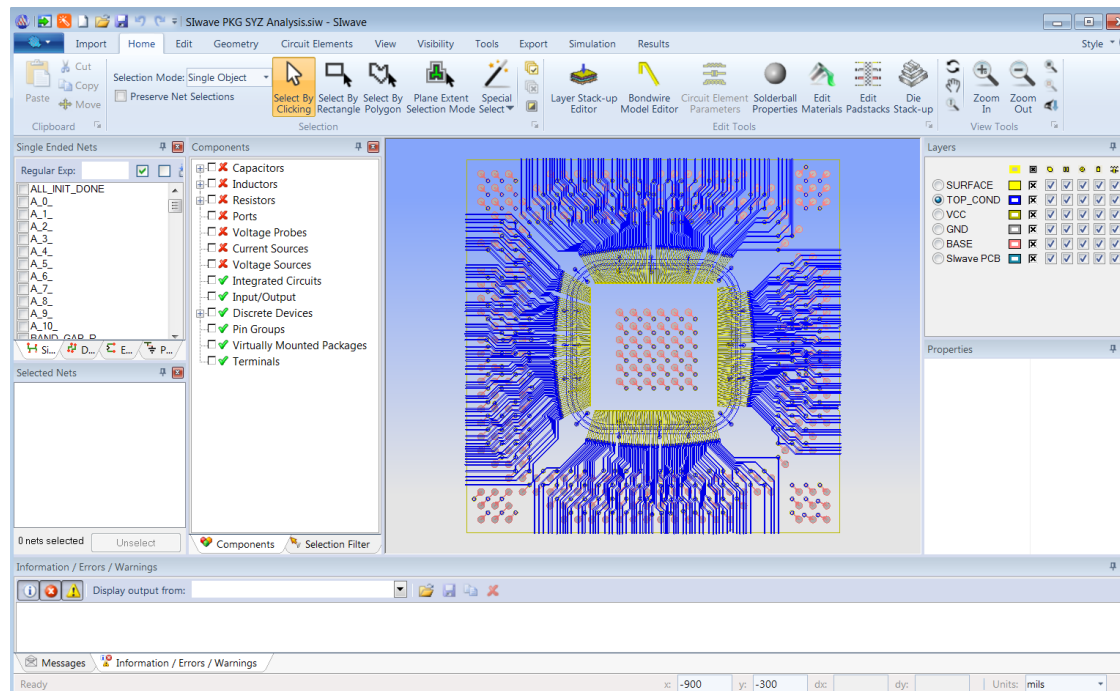 SIwave PKG SYZ Analysis.siw - SIwave
Import Home Edit Geometry Circuit Elements View Visibility Tools Export Simulation Results Style
Paste
Cut
Copy
Move
Clipboard
Selection Mode: Single Object
Preserve Net Selections
Select By Clicking
Select By Rectangle
Select By Polygon
Plane Extent Selection Mode
Special Select
Selection
Layer Stack-up Editor
Bondwire Model Editor
Circuit Element Parameters
Solderball Properties
Edit Materials
Edit Padstacks
Die Stack-up
Edit Tools
Zoom In
Zoom Out
View Tools
Single Ended Nets
Regular Exp:
ALL_INIT_DONE
A_0_
A_1_
A_2_
A_3_
A_4_
A_5_
A_6_
A_7_
A_8_
A_9_
A_10_
BAND_GAP_R
Si... D... E... P...
Selected Nets
0 nets selected Unselect
Components
Capacitors
Inductors
Resistors
Ports
Voltage Probes
Current Sources
Voltage Sources
Integrated Circuits
Input/Output
Discrete Devices
Pin Groups
Virtually Mounted Packages
Terminals
Components Selection Filter
Layers
SURFACE
TOP_COND
VCC
GND
BASE
SIwave PCB
Properties
Information / Errors / Warnings
Display output from:
Messages Information / Errors / Warnings
Ready x: -900 y: -300 dx: dy: Units: mils